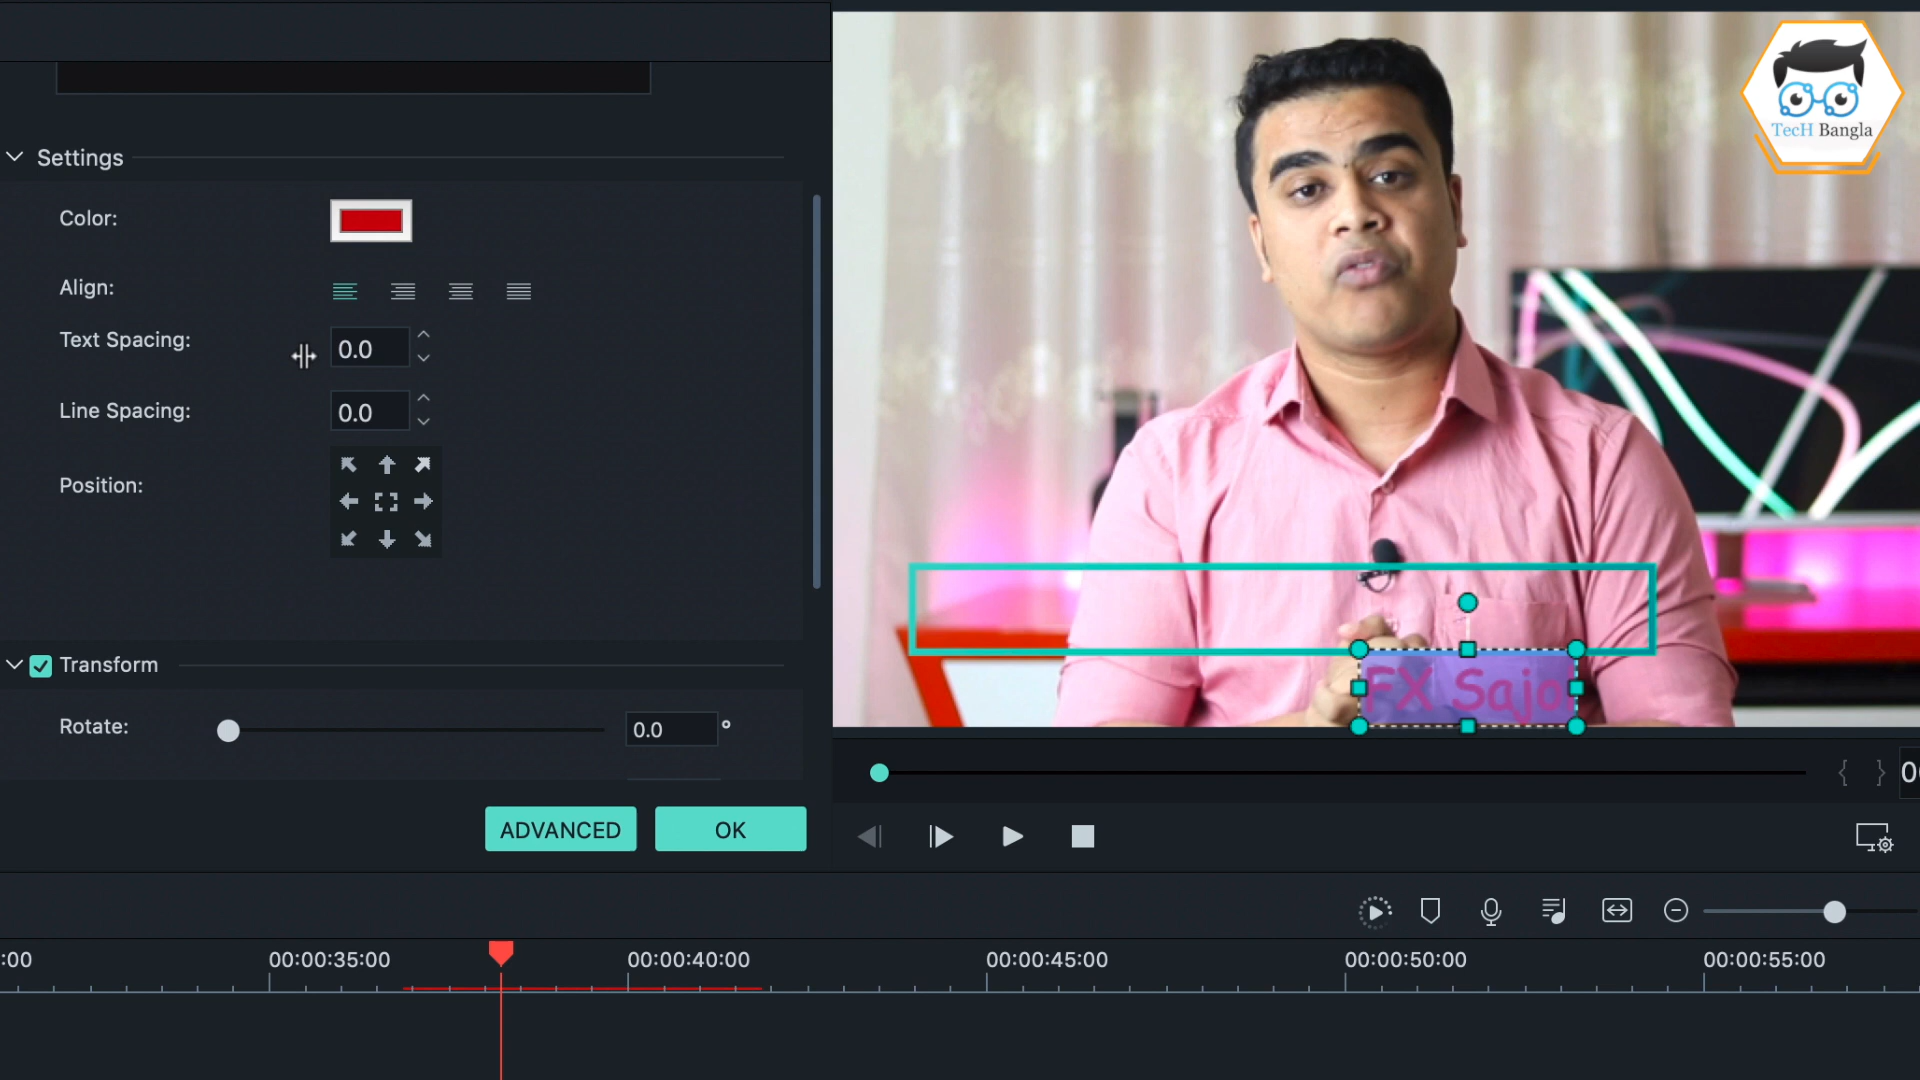 TecH Bangla
Settings
Color:
Align:
Text Spacing:
0.0
Line Spacing:
0.0
Position:
Transform
Rotate:
0.0 °
FX Sajo
ADVANCED
OK
{ }
:00
00:00:35:00
00:00:40:00
00:00:45:00
00:00:50:00
00:00:55:00